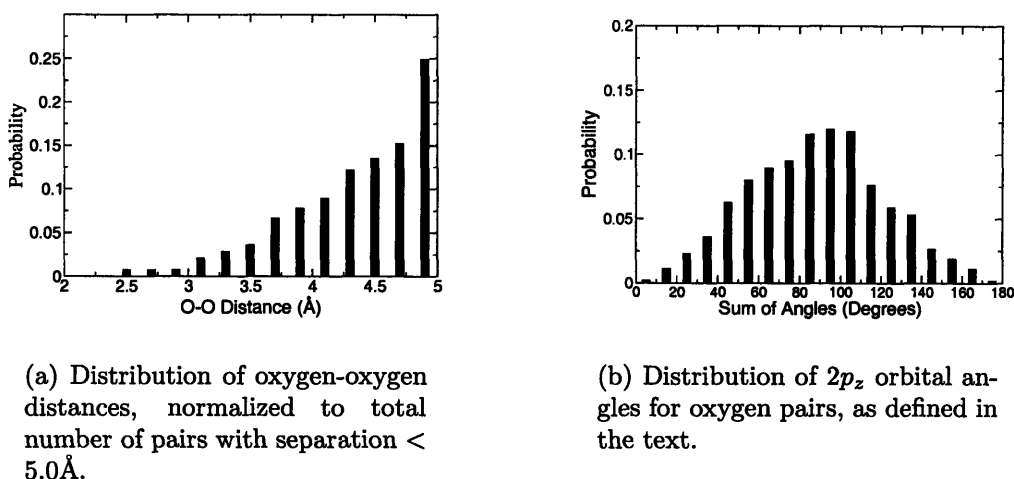 0.25
0.2
0.15
0.1
0.05
0
Probability
2 2.5 3 3.5 4 4.5 5
O-O Distance (Å)
0.2
0.15
0.1
0.05
0
Probability
0 20 40 60 80 100 120 140 160 180
Sum of Angles (Degrees)
(a) Distribution of oxygen-oxygen
distances, normalized to total
number of pairs with separation <
5.0Å.
(b) Distribution of 2p_z orbital an-
gles for oxygen pairs, as defined in
the text.